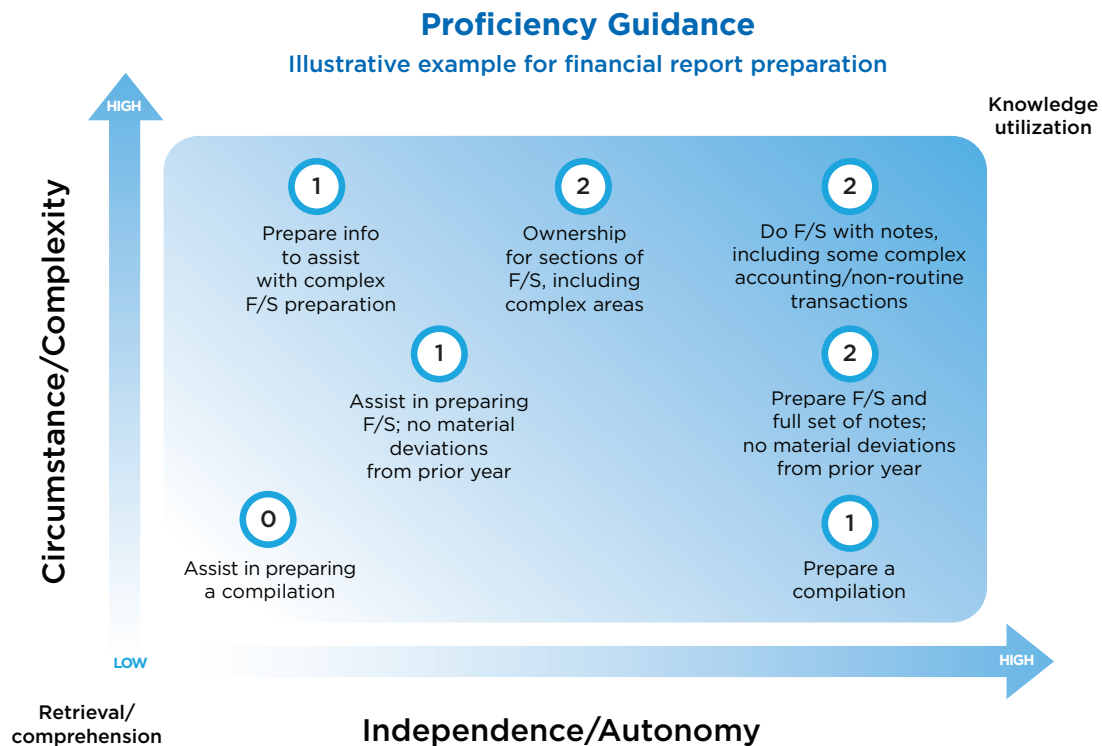 Proficiency Guidance
Illustrative example for financial report preparation
HIGH
Knowledge
utilization
Circumstance/Complexity
1
Prepare info
to assist
with complex
F/S preparation
2
Ownership
for sections of
F/S, including
complex areas
2
Do F/S with notes,
including some complex
accounting/non-routine
transactions
1
Assist in preparing
F/S; no material
deviations
from prior year
2
Prepare F/S and
full set of notes;
no material deviations
from prior year
0
Assist in preparing
a compilation
1
Prepare a
compilation
LOW
HIGH
Retrieval/
comprehension
Independence/Autonomy